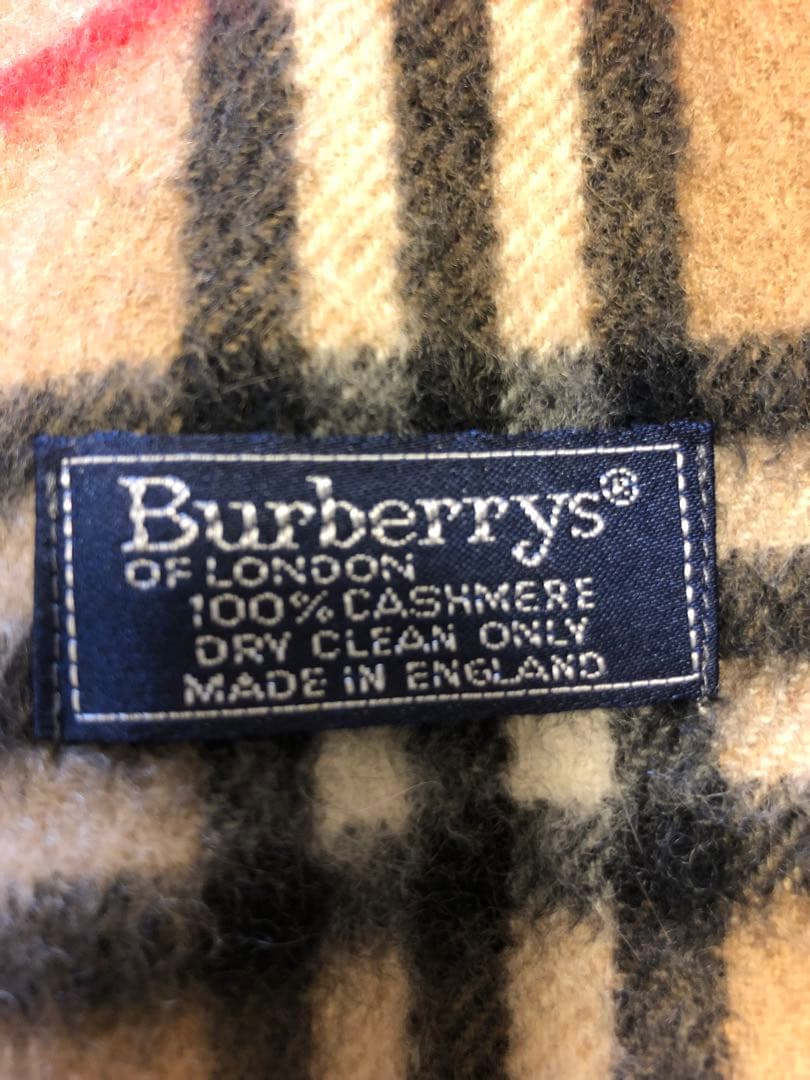 Burberrys®
OF LONDON
100% CASHMERE
DRY CLEAN ONLY
MADE IN ENGLAND